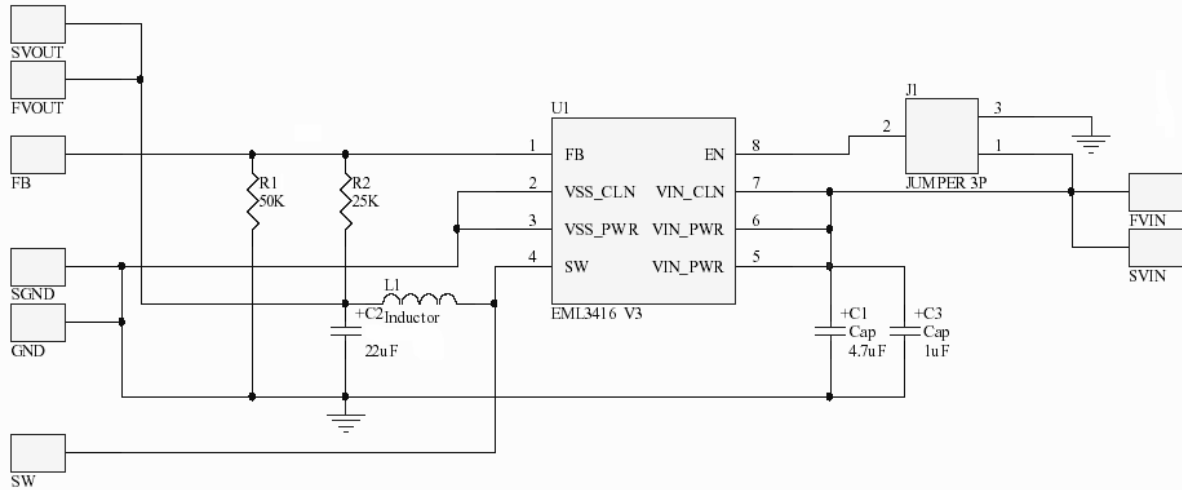 SVOUT
FVOUT
FB
SGND
GND
SW
R1
50K
R2
25K
L1
Inductor
+C2
22uF
U1
1 FB EN 8
2 VSS_CLN VIN_CLN 7
3 VSS_PWR VIN_PWR 6
4 SW VIN_PWR 5
EML3416 V3
J1
2 3
1
JUMPER 3P
+C1
Cap
4.7uF
+C3
Cap
1uF
FVIN
SVIN